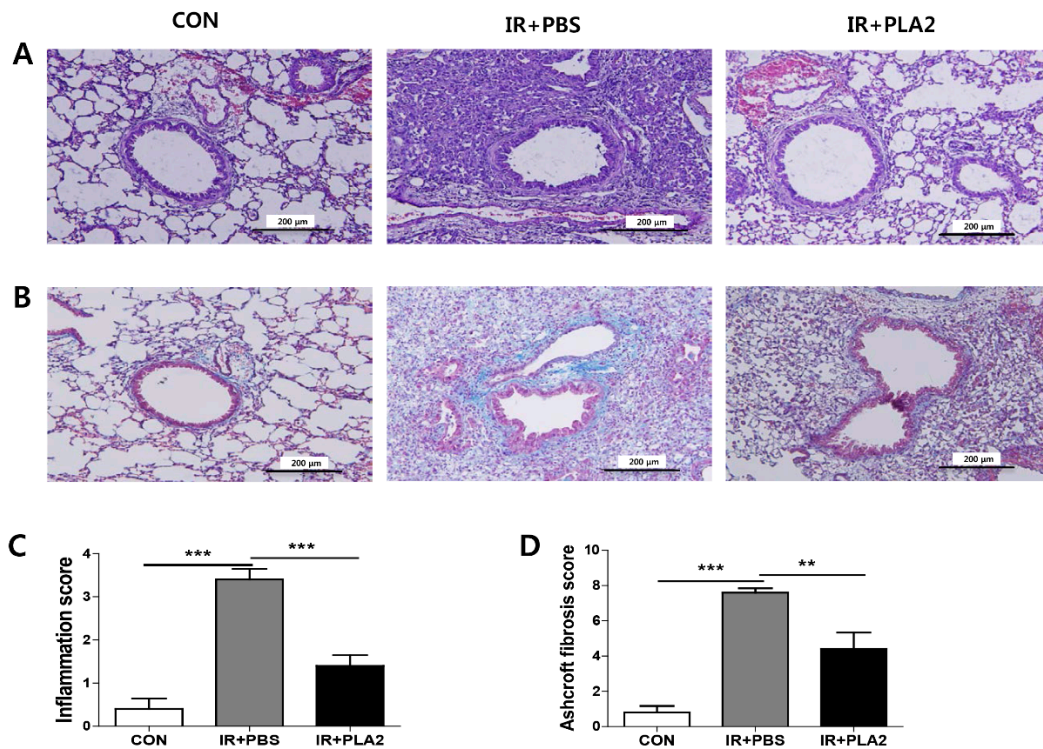 CON IR+PBS IR+PLA2
A
200 µm 200 µm 200 µm
B
200 µm 200 µm 200 µm
C
Inflammation score
4
3
2
1
0
*** ***
CON IR+PBS IR+PLA2
D
Ashcroft fibrosis score
10
8
6
4
2
0
*** **
CON IR+PBS IR+PLA2